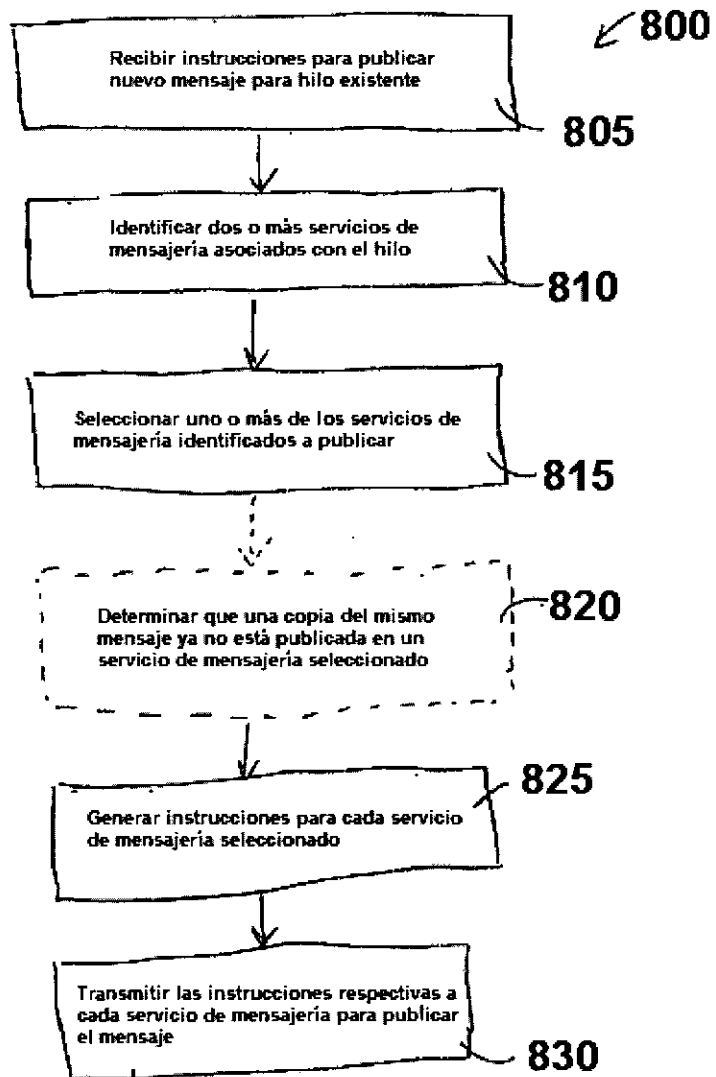 800
Recibir instrucciones para publicar
nuevo mensaje para hilo existente
805
Identificar dos o más servicios de
mensajería asociados con el hilo
810
Seleccionar uno o más de los servicios de
mensajería identificados a publicar
815
820
Determinar que una copia del mismo
mensaje ya no está publicada en un
servicio de mensajería seleccionado
825
Generar instrucciones para cada servicio
de mensajería seleccionado
Transmitir las instrucciones respectivas a
cada servicio de mensajería para publicar
el mensaje
830